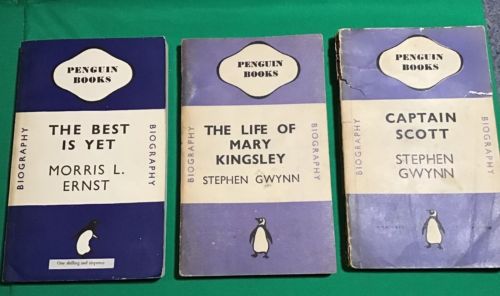 PENGUIN
BOOKS
BIOGRAPHY
THE BEST
IS YET
MORRIS L.
ERNST
BIOGRAPHY
One shilling and sixpence
PENGUIN
BOOKS
BIOGRAPHY
THE LIFE OF
MARY
KINGSLEY
STEPHEN GWYNN
BIOGRAPHY
PENGUIN
BOOKS
BIOGRAPHY
CAPTAIN
SCOTT
STEPHEN
GWYNN
BIOGRAPHY